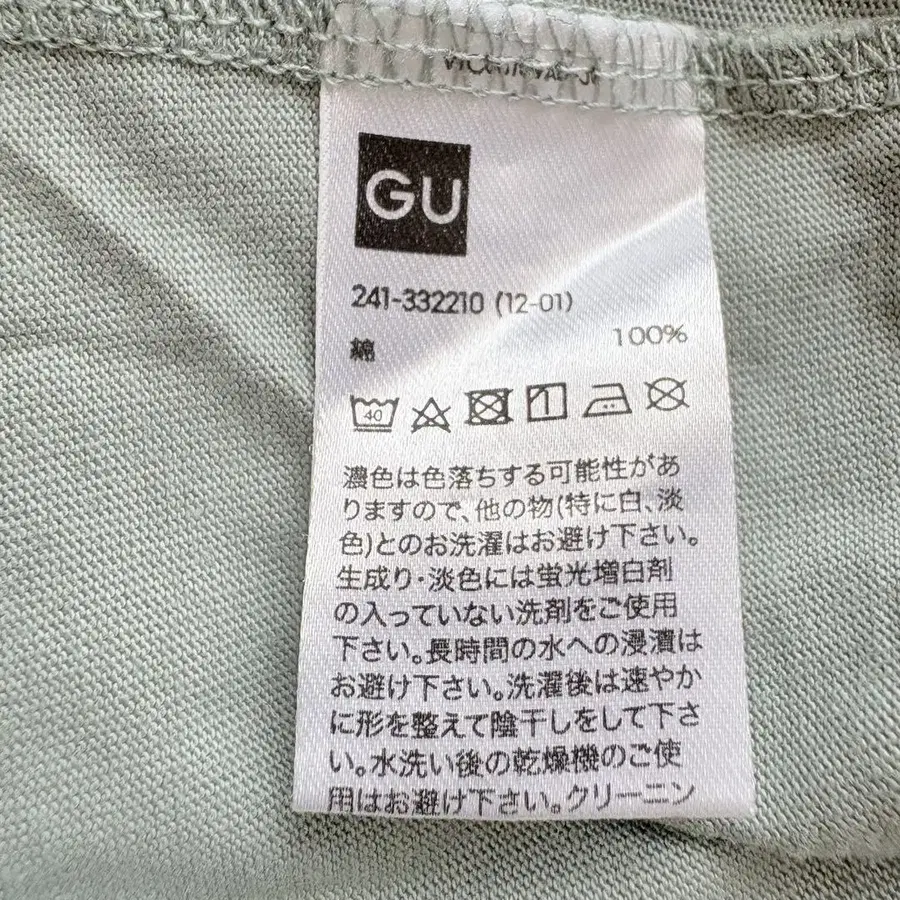 GU
241-332210 (12-01)
綿 100%
40
濃色は色落ちする可能性があ
りますので、他の物(特に白、淡
色)とのお洗濯はお避け下さい。
生成り・淡色には蛍光増白剤
の入っていない洗剤をご使用
下さい。長時間の水への浸漬は
お避け下さい。洗濯後は速やか
に形を整えて陰干しをして下さ
い。水洗い後の乾燥機のご使
用はお避け下さい。クリーニン